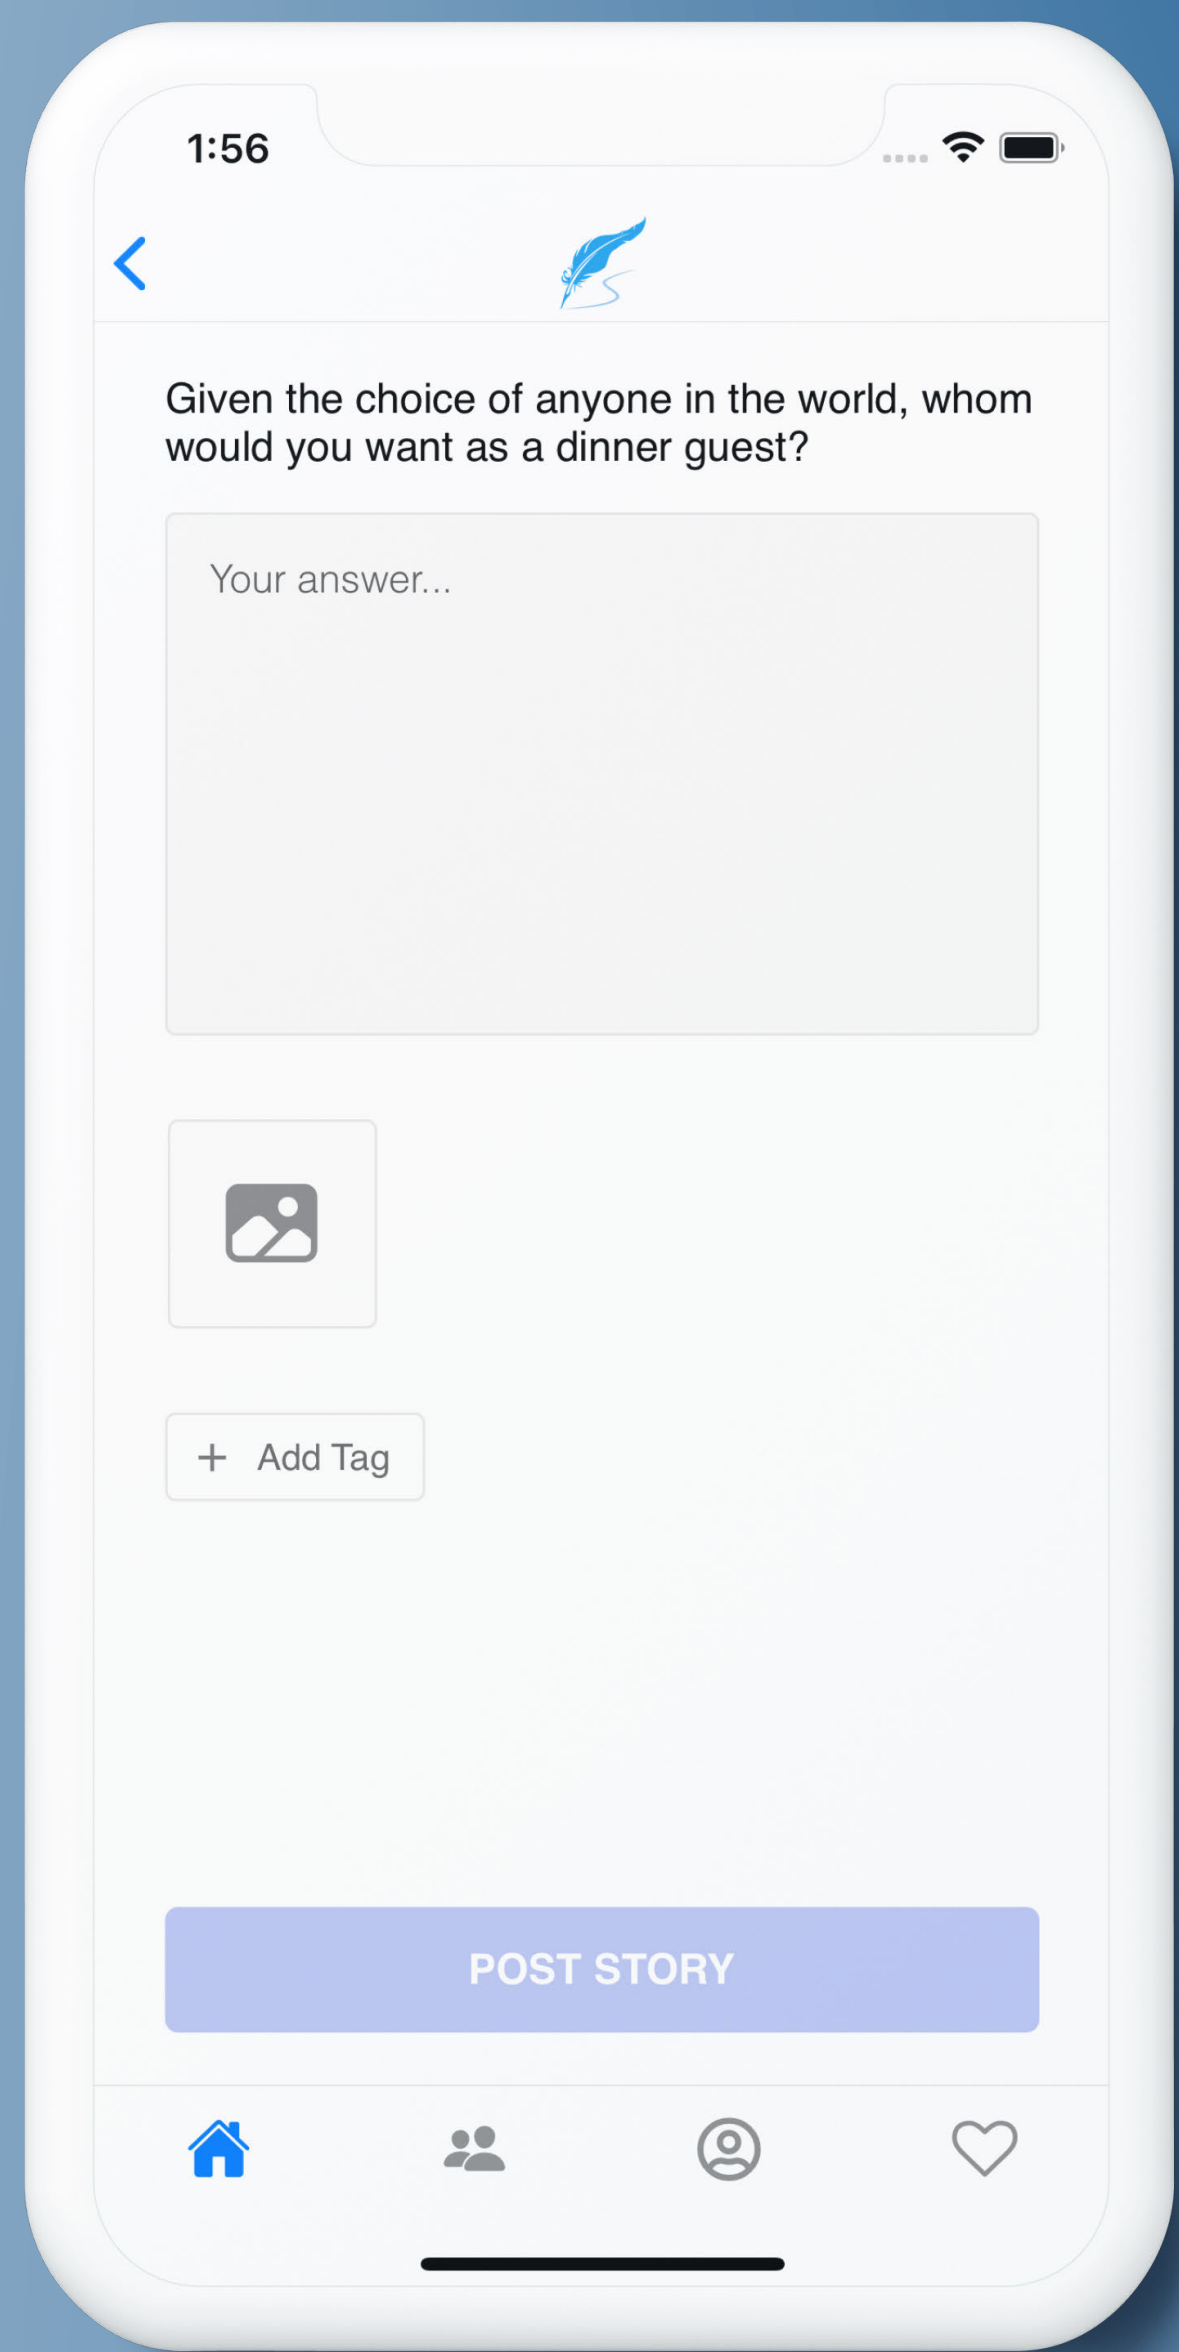 1:56
Given the choice of anyone in the world, whom
would you want as a dinner guest?
Your answer...
+ Add Tag
POST STORY